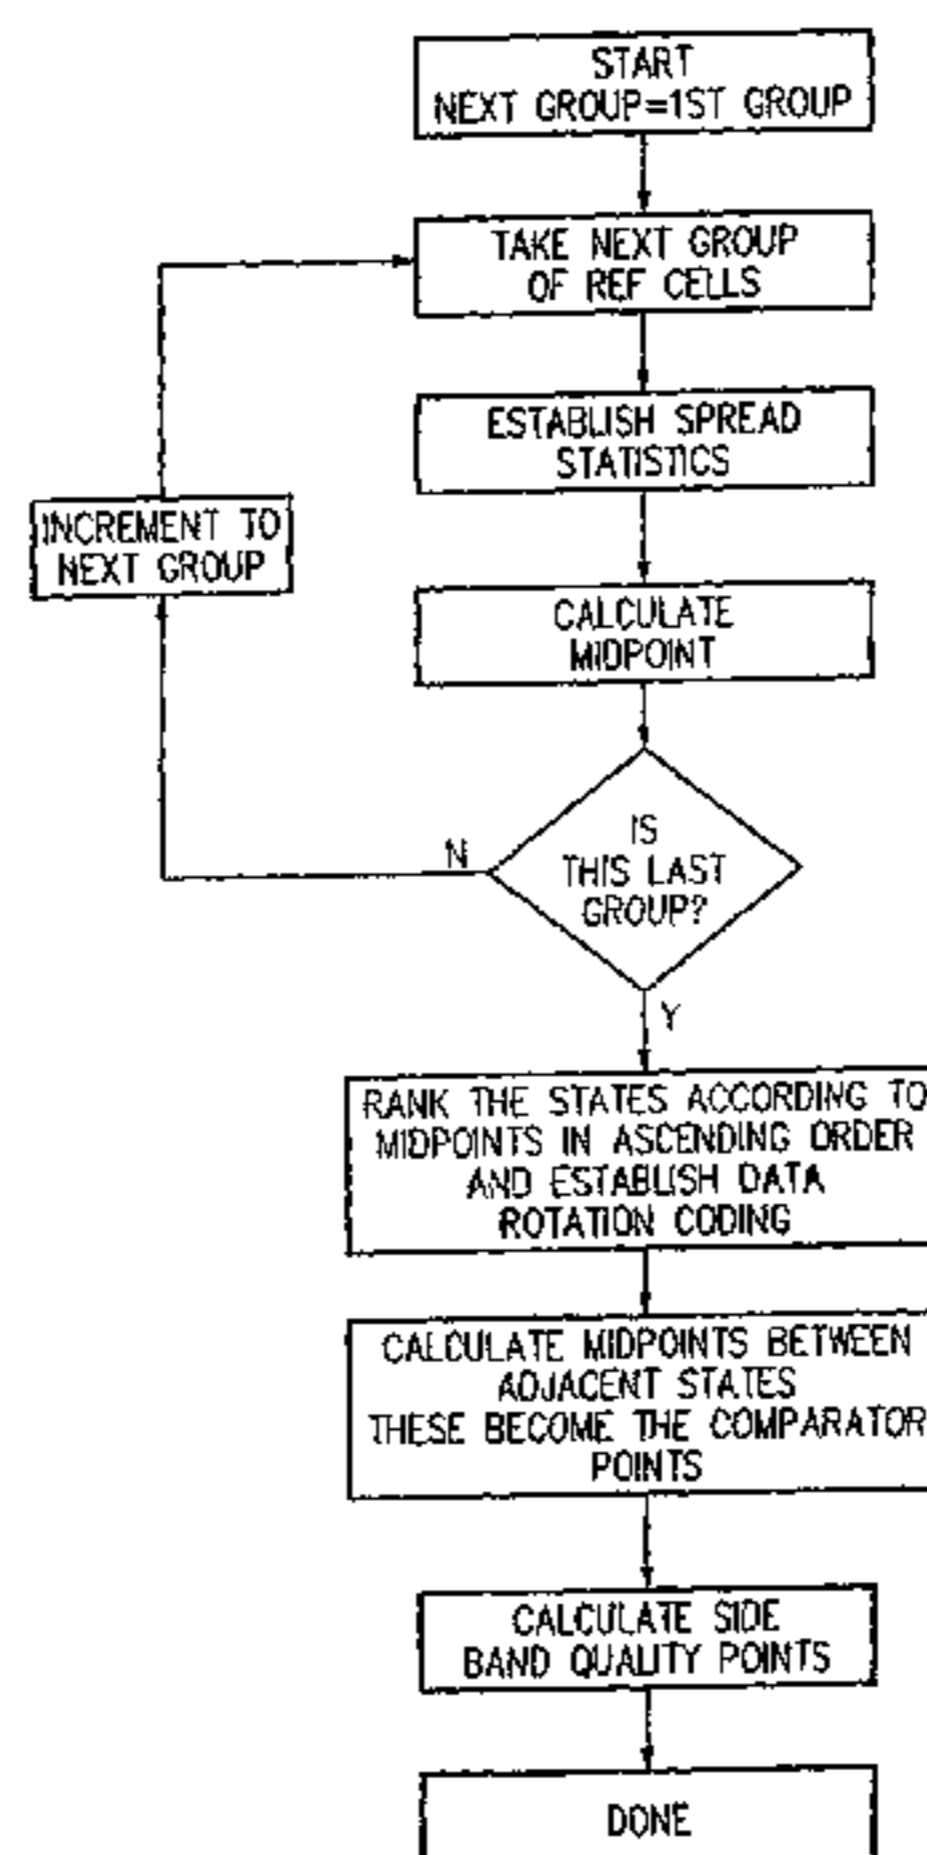 START
NEXT GROUP=1ST GROUP
TAKE NEXT GROUP
OF REF CELLS
ESTABLISH SPREAD
STATISTICS
INCREMENT TO
NEXT GROUP
CALCULATE
MIDPOINT
IS
THIS LAST
GROUP?
N
Y
RANK THE STATES ACCORDING TO
MIDPOINTS IN ASCENDING ORDER
AND ESTABLISH DATA
ROTATION CODING
CALCULATE MIDPOINTS BETWEEN
ADJACENT STATES
THESE BECOME THE COMPARATOR
POINTS
CALCULATE SIDE
BAND QUALITY POINTS
DONE